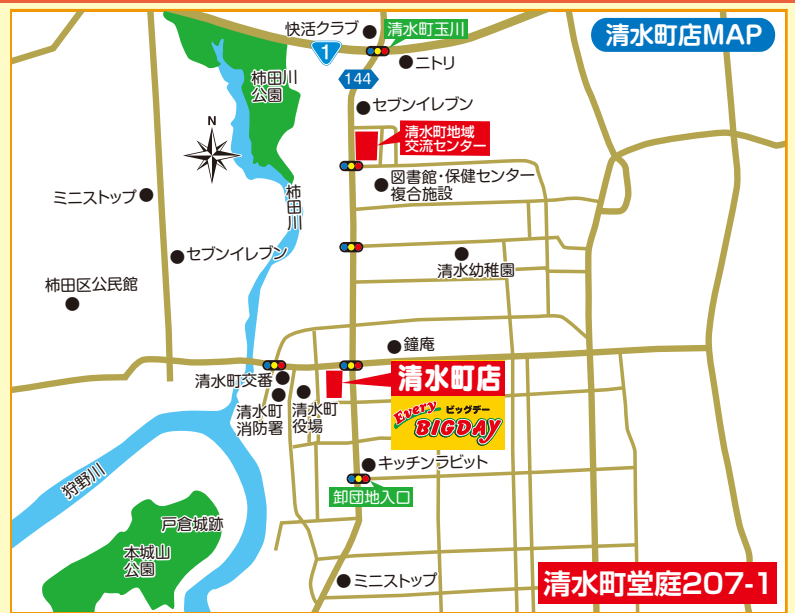 清水町店MAP
快活クラブ
清水町玉川
1
ニトリ
144
柿田川
公園
セブンイレブン
N
清水町地域
交流センター
図書館・保健センター
複合施設
柿田川
ミニストップ
セブンイレブン
清水幼稚園
柿田区公民館
鐘庵
清水町交番
清水町店
清水町
消防署
清水町
役場
Every ビッグデー
BIGDAY
キッチンラビット
狩野川
卸団地入口
戸倉城跡
本城山
公園
ミニストップ
清水町堂庭207-1